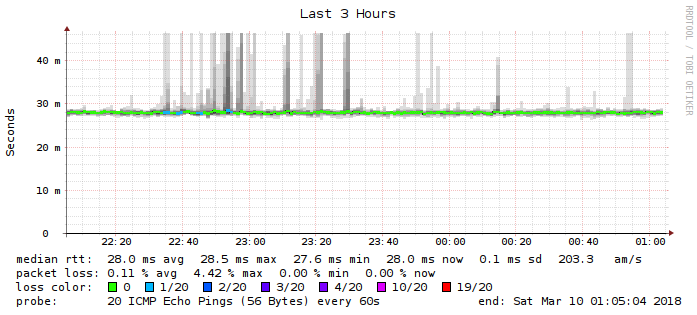 Last 3 Hours
RRDTOOL / TOBI OETIKER
Seconds
40 m
30 m
20 m
10 m
0
22:20 22:40 23:00 23:20 23:40 00:00 00:20 00:40 01:00
median rtt: 28.0 ms avg 28.5 ms max 27.6 ms min 28.0 ms now 0.1 ms sd 203.3 am/s
packet loss: 0.11 % avg 4.42 % max 0.00 % min 0.00 % now
loss color: 0 1/20 2/20 3/20 4/20 10/20 19/20
probe: 20 ICMP Echo Pings (56 Bytes) every 60s end: Sat Mar 10 01:05:04 2018